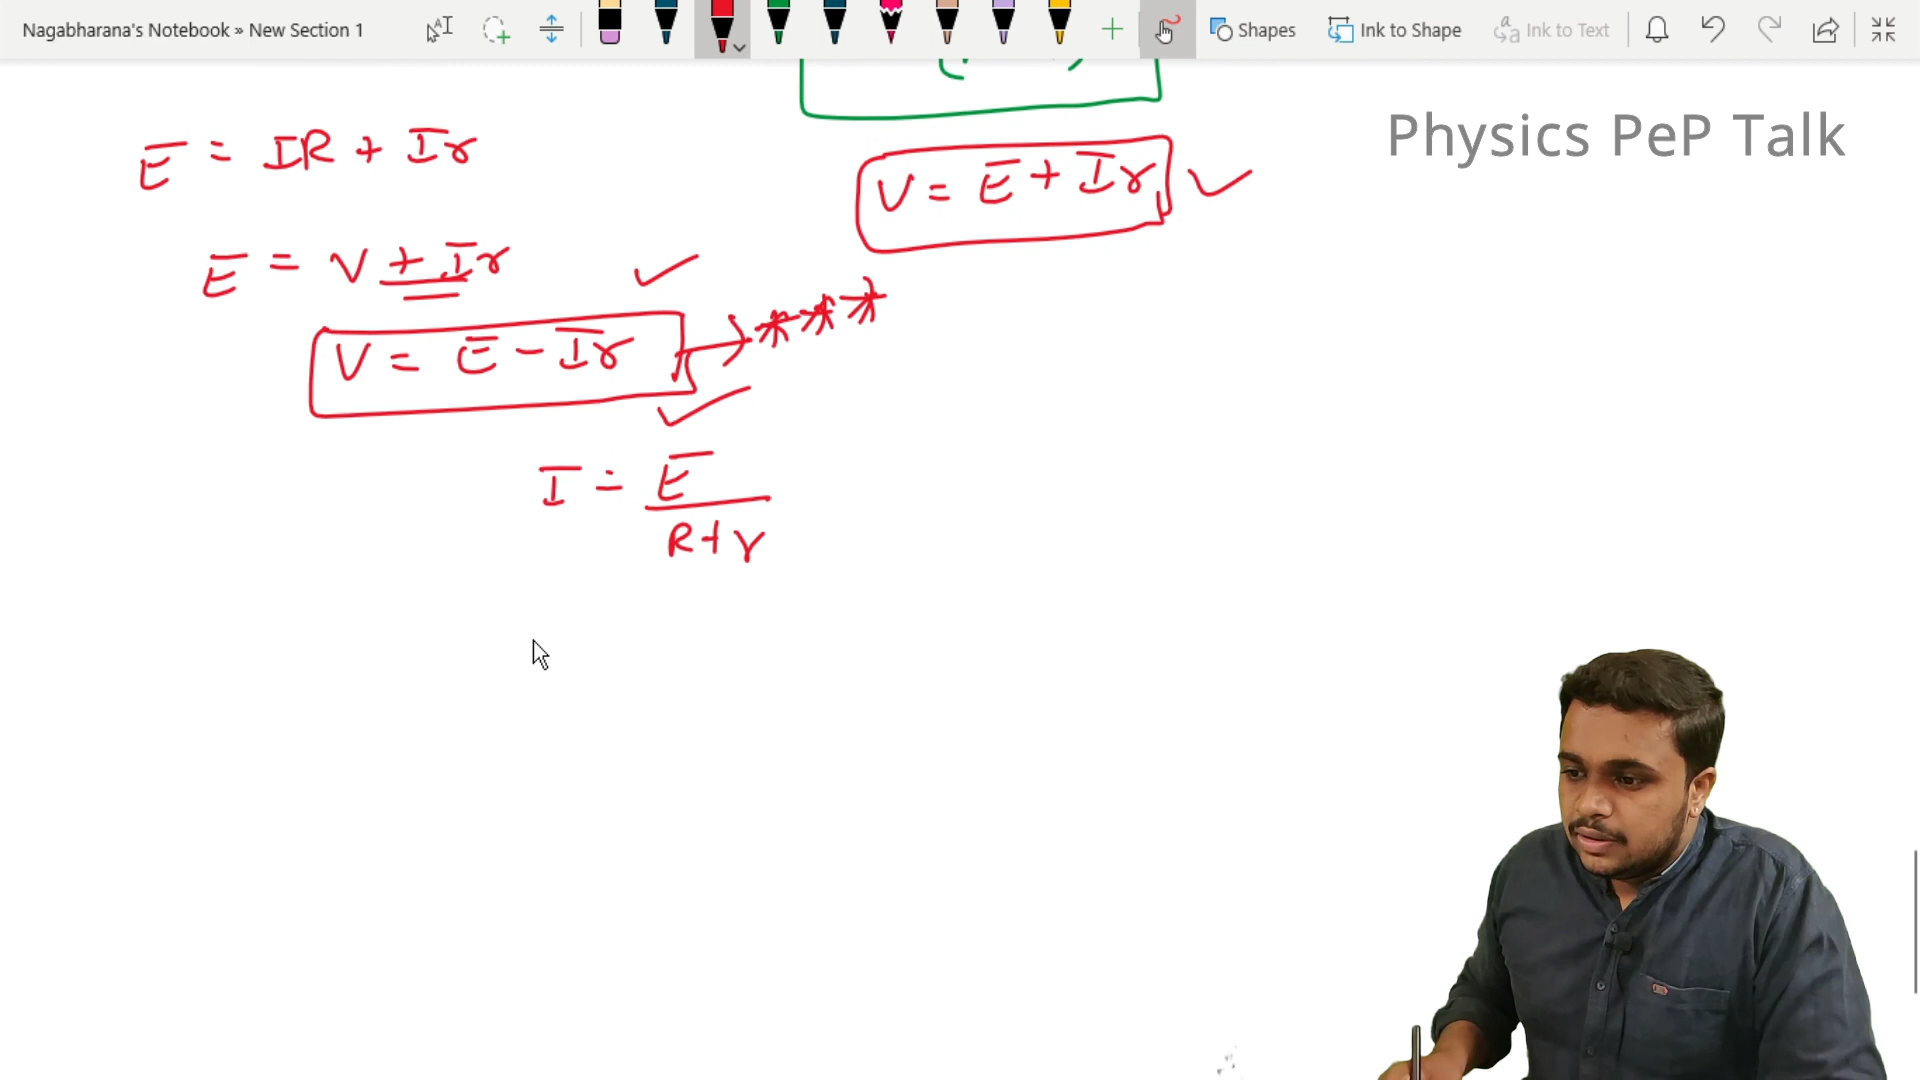 Nagabharana's Notebook » New Section 1
Shapes
Ink to Shape
Ink to Text
Physics PeP Talk
E = IR + Ir
V = E + Ir
E = V + Ir
V = E - Ir
I = E
R+r